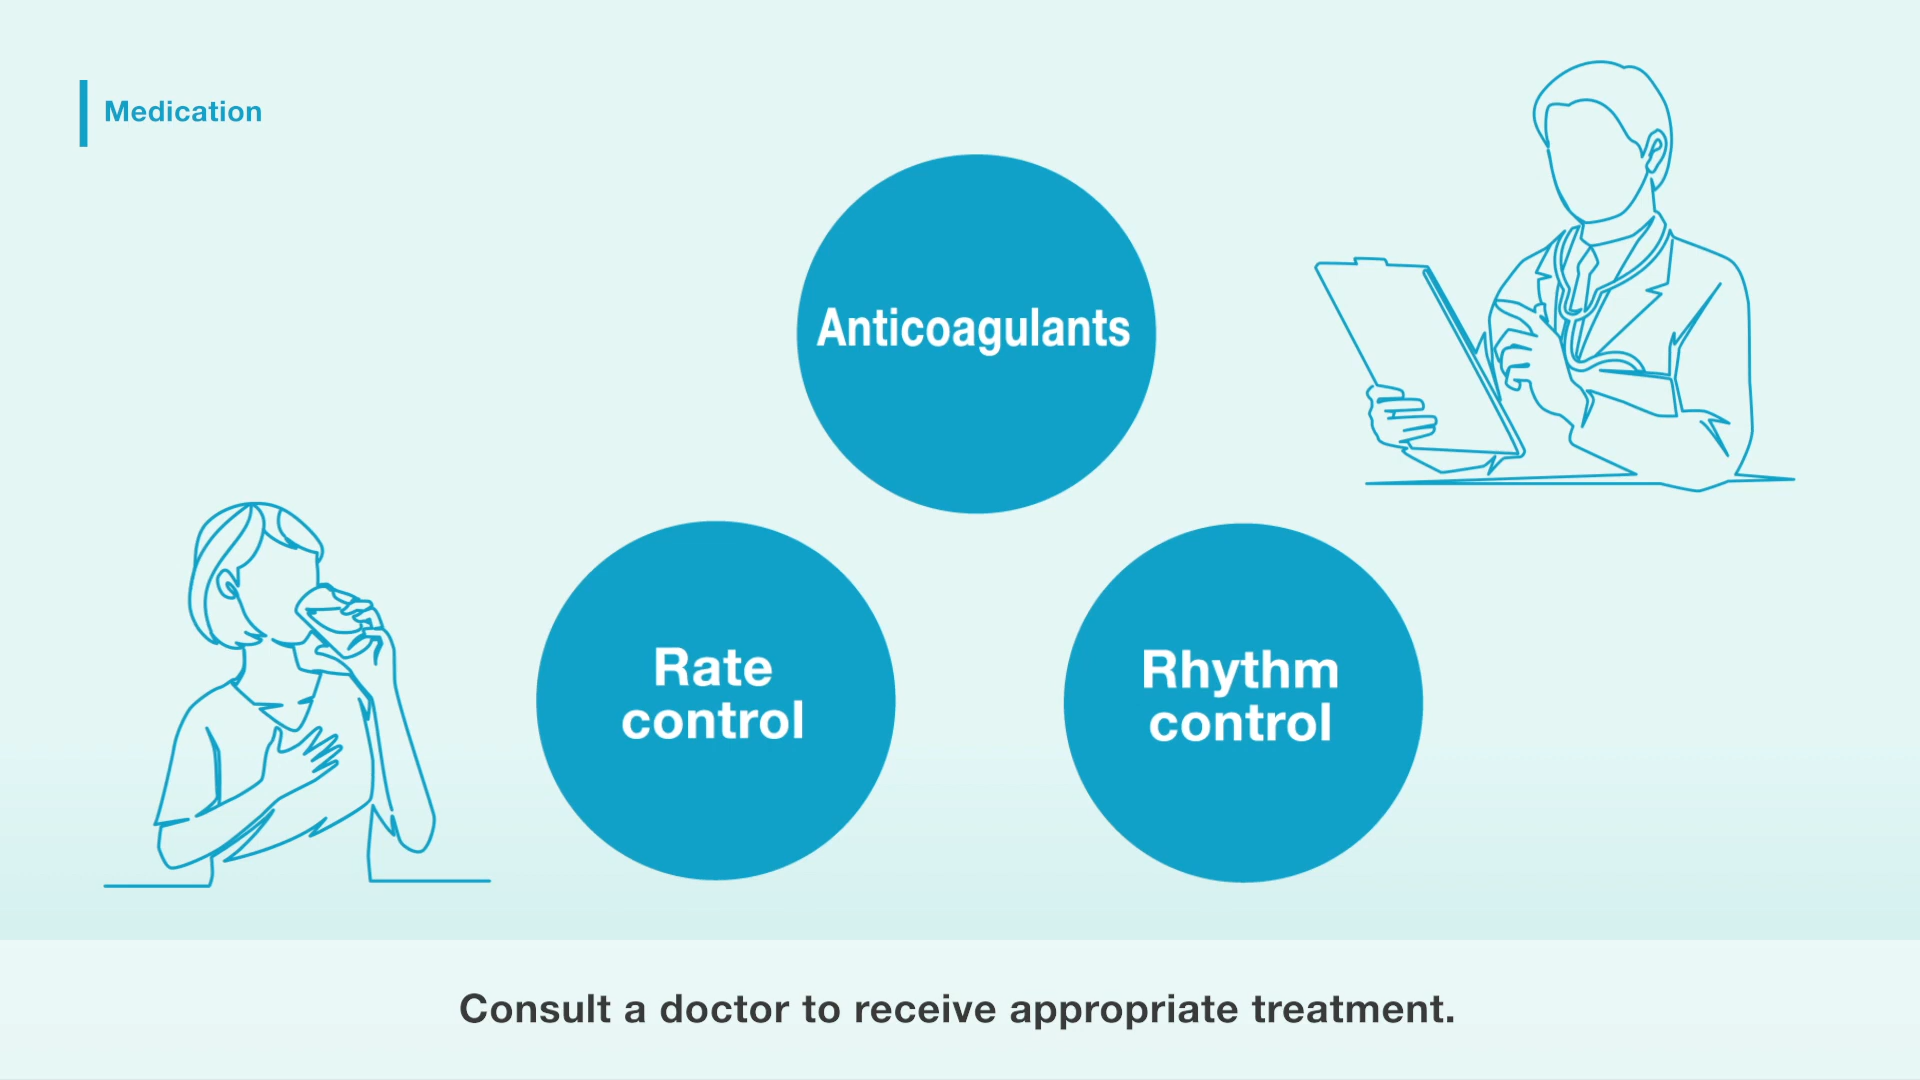 Medication
Anticoagulants
Rate
control
Rhythm
control
Consult a doctor to receive appropriate treatment.